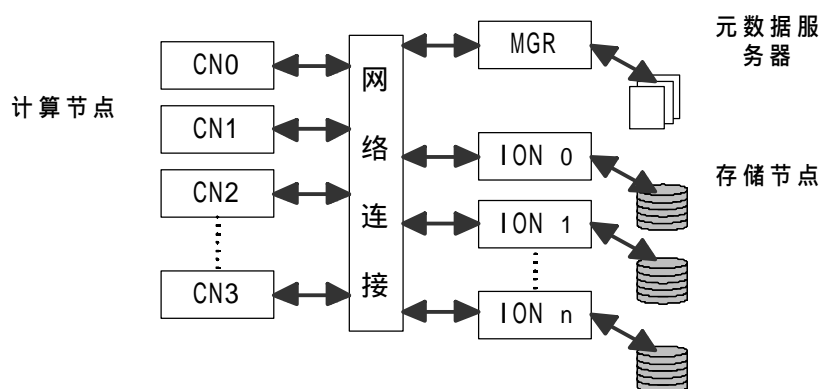 计算节点
CN0
CN1
CN2
CN3
网
络
连
接
MGR
ION 0
ION 1
ION n
元数据服
务器
存储节点